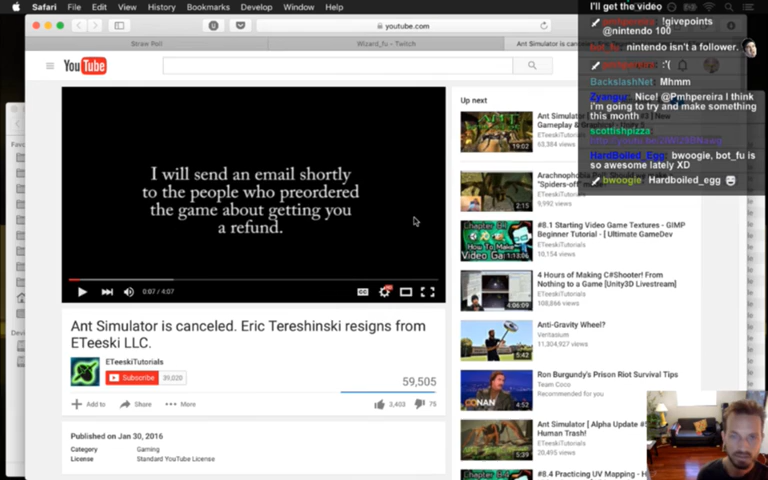 Safari File Edit View History Bookmarks Develop Window Help
youtube.com
Straw Poll
Wizard_fu - Twitch
Ant Simulator is cancele
YouTube
I will send an email shortly
to the people who preordered
the game about getting you
a refund.
0:07 / 4:07
CC
Ant Simulator is canceled. Eric Tereshinski resigns from
ETeeski LLC.
ETeeskiTutorials
Subscribe 39,020
59,505
Add to Share More
3,403 75
Published on Jan 30, 2016
Category Gaming
License Standard YouTube License
Up next
Ant Simulator
Gameplay &
63,384 views
19:02
Arachnophobia
"Spiders-off"
ETeeskiTutorials
9,992 views
2:15
#8.1 Starting Video Game Textures - GIMP
Beginner Tutorial - [ Ultimate GameDev
ETeeskiTutorials
10,154 views
1:13:06
4 Hours of Making C#Shooter! From
Nothing to a Game [Unity3D Livestream]
ETeeskiTutorials
108,866 views
4:06:09
Anti-Gravity Wheel?
Veritasium
11,304,927 views
5:42
Ron Burgundy's Prison Riot Survival Tips
Team Coco
Recommended for you
CONAN
4:52
Ant Simulator [ Alpha Update
Human Trash!
ETeeskiTutorials
20,495 views
5:39
#8.4 Practicing UV Mapping -
I'll get the video
!givepoints
@nintendo 100
nintendo isn't a follower.
:'(
BackslashNet: Mhmm
Zyangur: Nice! @Pmhpereira I think
i'm going to try and make something
this month
scottishpizza:
HardBoiled_Egg: bwoogie, bot_fu is
so awesome lately XD
bwoogie: Hardboiled_egg